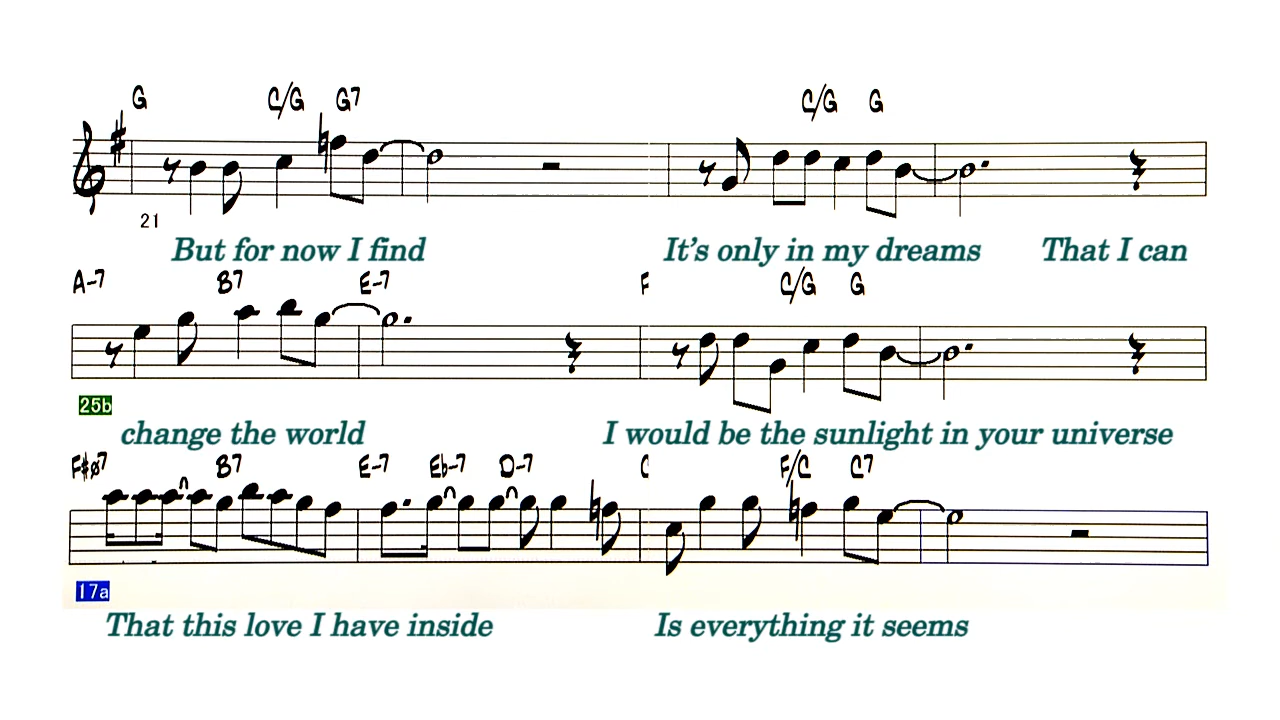 G C/G G7 C/G G
21
But for now I find It's only in my dreams That I can
A-7 B7 E-7 F C/G G
25b
change the world I would be the sunlight in your universe
F#ø7 B7 E-7 Eb-7 D-7 C F/C C7
17a
That this love I have inside Is everything it seems